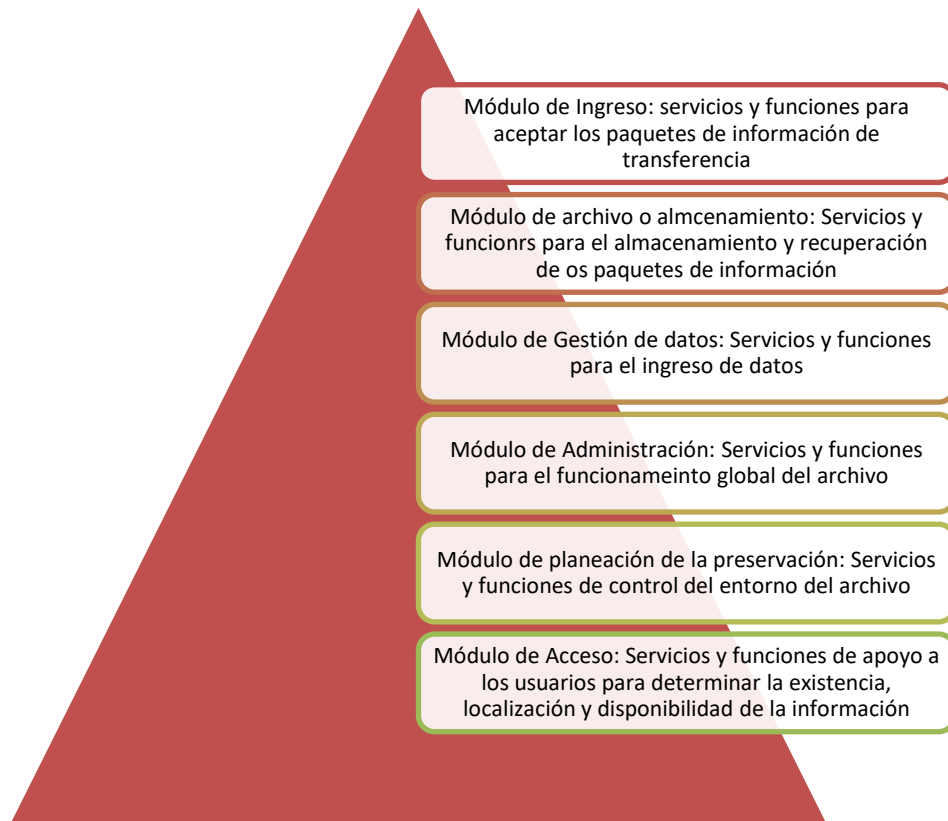 Módulo de Ingreso: servicios y funciones para
aceptar los paquetes de información de
transferencia
Módulo de archivo o almcenamiento: Servicios y
funcionrs para el almacenamiento y recuperación
de os paquetes de información
Módulo de Gestión de datos: Servicios y funciones
para el ingreso de datos
Módulo de Administración: Servicios y funciones
para el funcionameinto global del archivo
Módulo de planeación de la preservación: Servicios
y funciones de control del entorno del archivo
Módulo de Acceso: Servicios y funciones de apoyo a
los usuarios para determinar la existencia,
localización y disponibilidad de la información